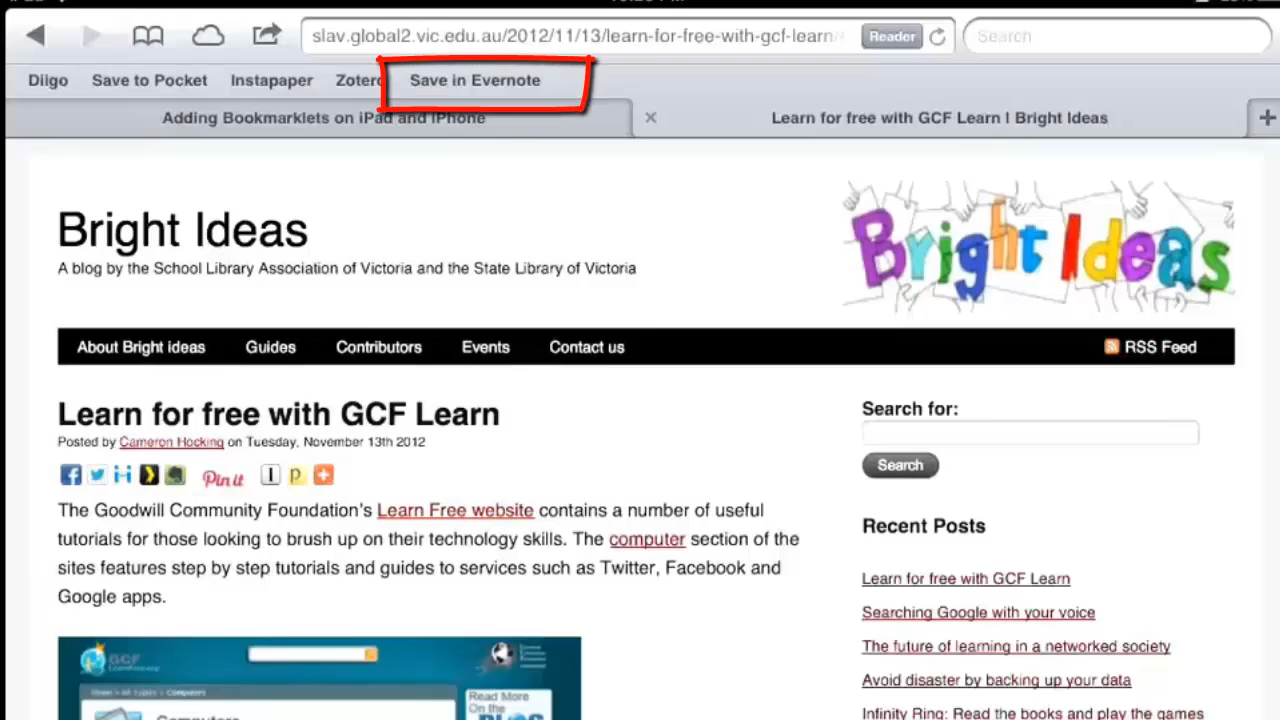 slav.global2.vic.edu.au/2012/11/13/learn-for-free-with-gcf-learn/
Reader
Search
Diigo Save to Pocket Instapaper Zotero Save in Evernote
Adding Bookmarklets on iPad and iPhone
Learn for free with GCF Learn | Bright Ideas
Bright Ideas
A blog by the School Library Association of Victoria and the State Library of Victoria
Bright Ideas
About Bright ideas Guides Contributors Events Contact us RSS Feed
Learn for free with GCF Learn
Posted by Cameron Hocking on Tuesday, November 13th 2012
Pin it
The Goodwill Community Foundation's Learn Free website contains a number of useful
tutorials for those looking to brush up on their technology skills. The computer section of the
sites features step by step tutorials and guides to services such as Twitter, Facebook and
Google apps.
GCF
Read More
On the
BLOG
Computers
Search for:
Search
Recent Posts
Learn for free with GCF Learn
Searching Google with your voice
The future of learning in a networked society
Avoid disaster by backing up your data
Infinity Ring: Read the books and play the games